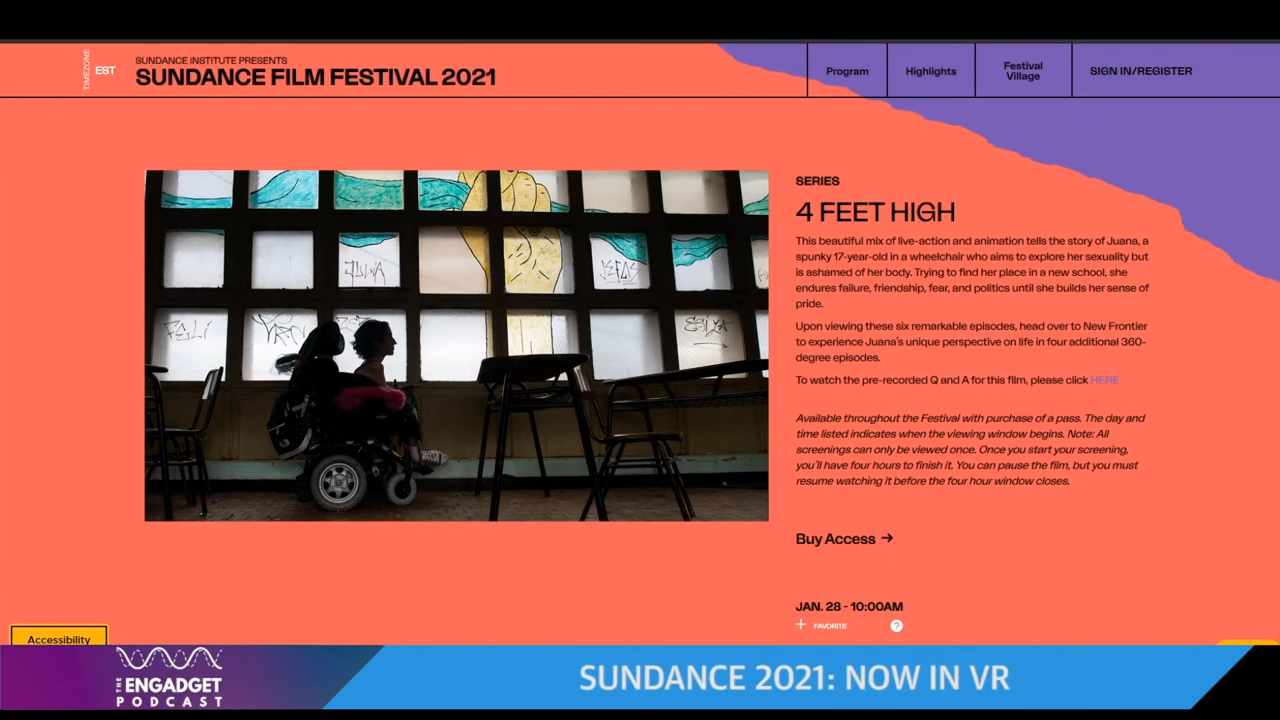 TIMEZONE
EST
SUNDANCE INSTITUTE PRESENTS
SUNDANCE FILM FESTIVAL 2021
Program
Highlights
Festival
Village
SIGN IN/REGISTER
SERIES
4 FEET HIGH
This beautiful mix of live-action and animation tells the story of Juana, a
spunky 17-year-old in a wheelchair who aims to explore her sexuality but
is ashamed of her body. Trying to find her place in a new school, she
endures failure, friendship, fear, and politics until she builds her sense of
pride.
Upon viewing these six remarkable episodes, head over to New Frontier
to experience Juana's unique perspective on life in four additional 360-
degree episodes.
To watch the pre-recorded Q and A for this film, please click HERE
Available throughout the Festival with purchase of a pass. The day and
time listed indicates when the viewing window begins. Note: All
screenings can only be viewed once. Once you start your screening,
you'll have four hours to finish it. You can pause the film, but you must
resume watching it before the four hour window closes.
Buy Access →
JAN. 28 - 10:00AM
+ FAVORITE
?
Accessibility
THE
ENGADGET
PODCAST
SUNDANCE 2021: NOW IN VR